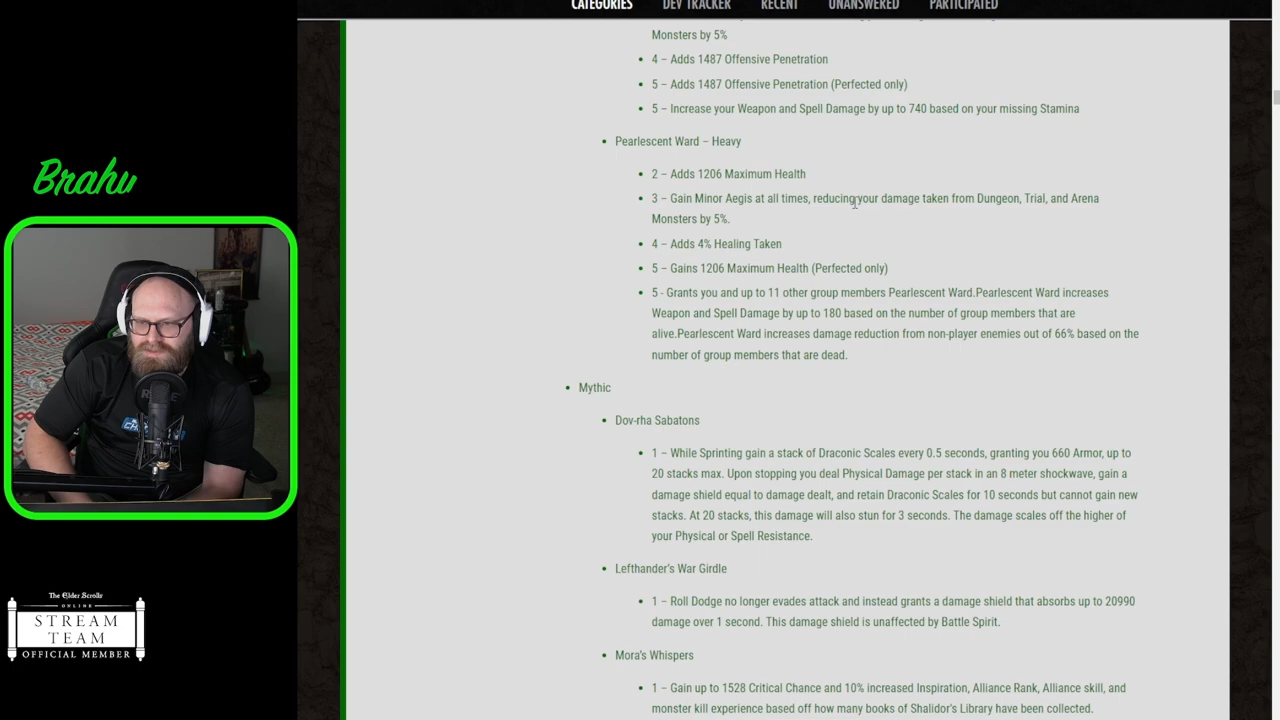 CATEGORIES DEV TRACKER RECENT UNANSWERED PARTICIPATED
Monsters by 5%
• 4 – Adds 1487 Offensive Penetration
• 5 – Adds 1487 Offensive Penetration (Perfected only)
• 5 – Increase your Weapon and Spell Damage by up to 740 based on your missing Stamina
• Pearlescent Ward – Heavy
• 2 – Adds 1206 Maximum Health
• 3 – Gain Minor Aegis at all times, reducing your damage taken from Dungeon, Trial, and Arena
Monsters by 5%.
• 4 – Adds 4% Healing Taken
• 5 – Gains 1206 Maximum Health (Perfected only)
• 5 - Grants you and up to 11 other group members Pearlescent Ward.Pearlescent Ward increases
Weapon and Spell Damage by up to 180 based on the number of group members that are
alive.Pearlescent Ward increases damage reduction from non-player enemies out of 66% based on the
number of group members that are dead.
• Mythic
• Dov-rha Sabatons
• 1 – While Sprinting gain a stack of Draconic Scales every 0.5 seconds, granting you 660 Armor, up to
20 stacks max. Upon stopping you deal Physical Damage per stack in an 8 meter shockwave, gain a
damage shield equal to damage dealt, and retain Draconic Scales for 10 seconds but cannot gain new
stacks. At 20 stacks, this damage will also stun for 3 seconds. The damage scales off the higher of
your Physical or Spell Resistance.
• Lefthander's War Girdle
• 1 – Roll Dodge no longer evades attack and instead grants a damage shield that absorbs up to 20990
damage over 1 second. This damage shield is unaffected by Battle Spirit.
• Mora's Whispers
• 1 – Gain up to 1528 Critical Chance and 10% increased Inspiration, Alliance Rank, Alliance skill, and
monster kill experience based off how many books of Shalidor's Library have been collected.
Brahv
The Elder Scrolls
ONLINE
STREAM
TEAM
OFFICIAL MEMBER